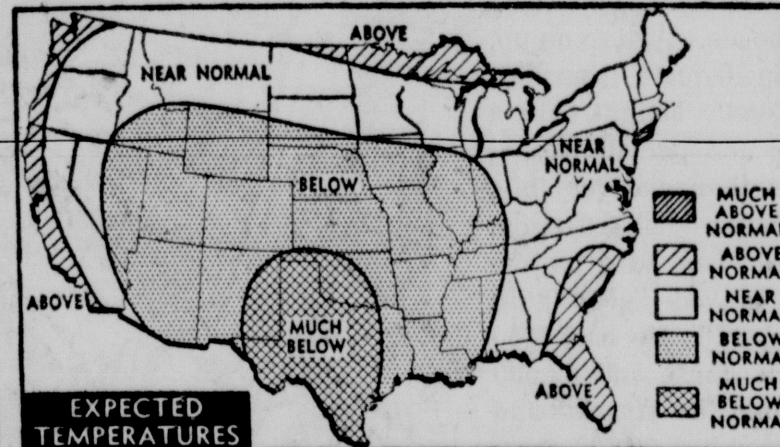 ABOVE
NEAR NORMAL
NEAR
NORMAL
BELOW
MUCH
BELOW
ABOVE
ABOVE
MUCH
ABOVE
NORMAL
ABOVE
NORMAL
NEAR
NORMAL
BELOW
NORMAL
MUCH
BELOW
NORMAL
EXPECTED
TEMPERATURES